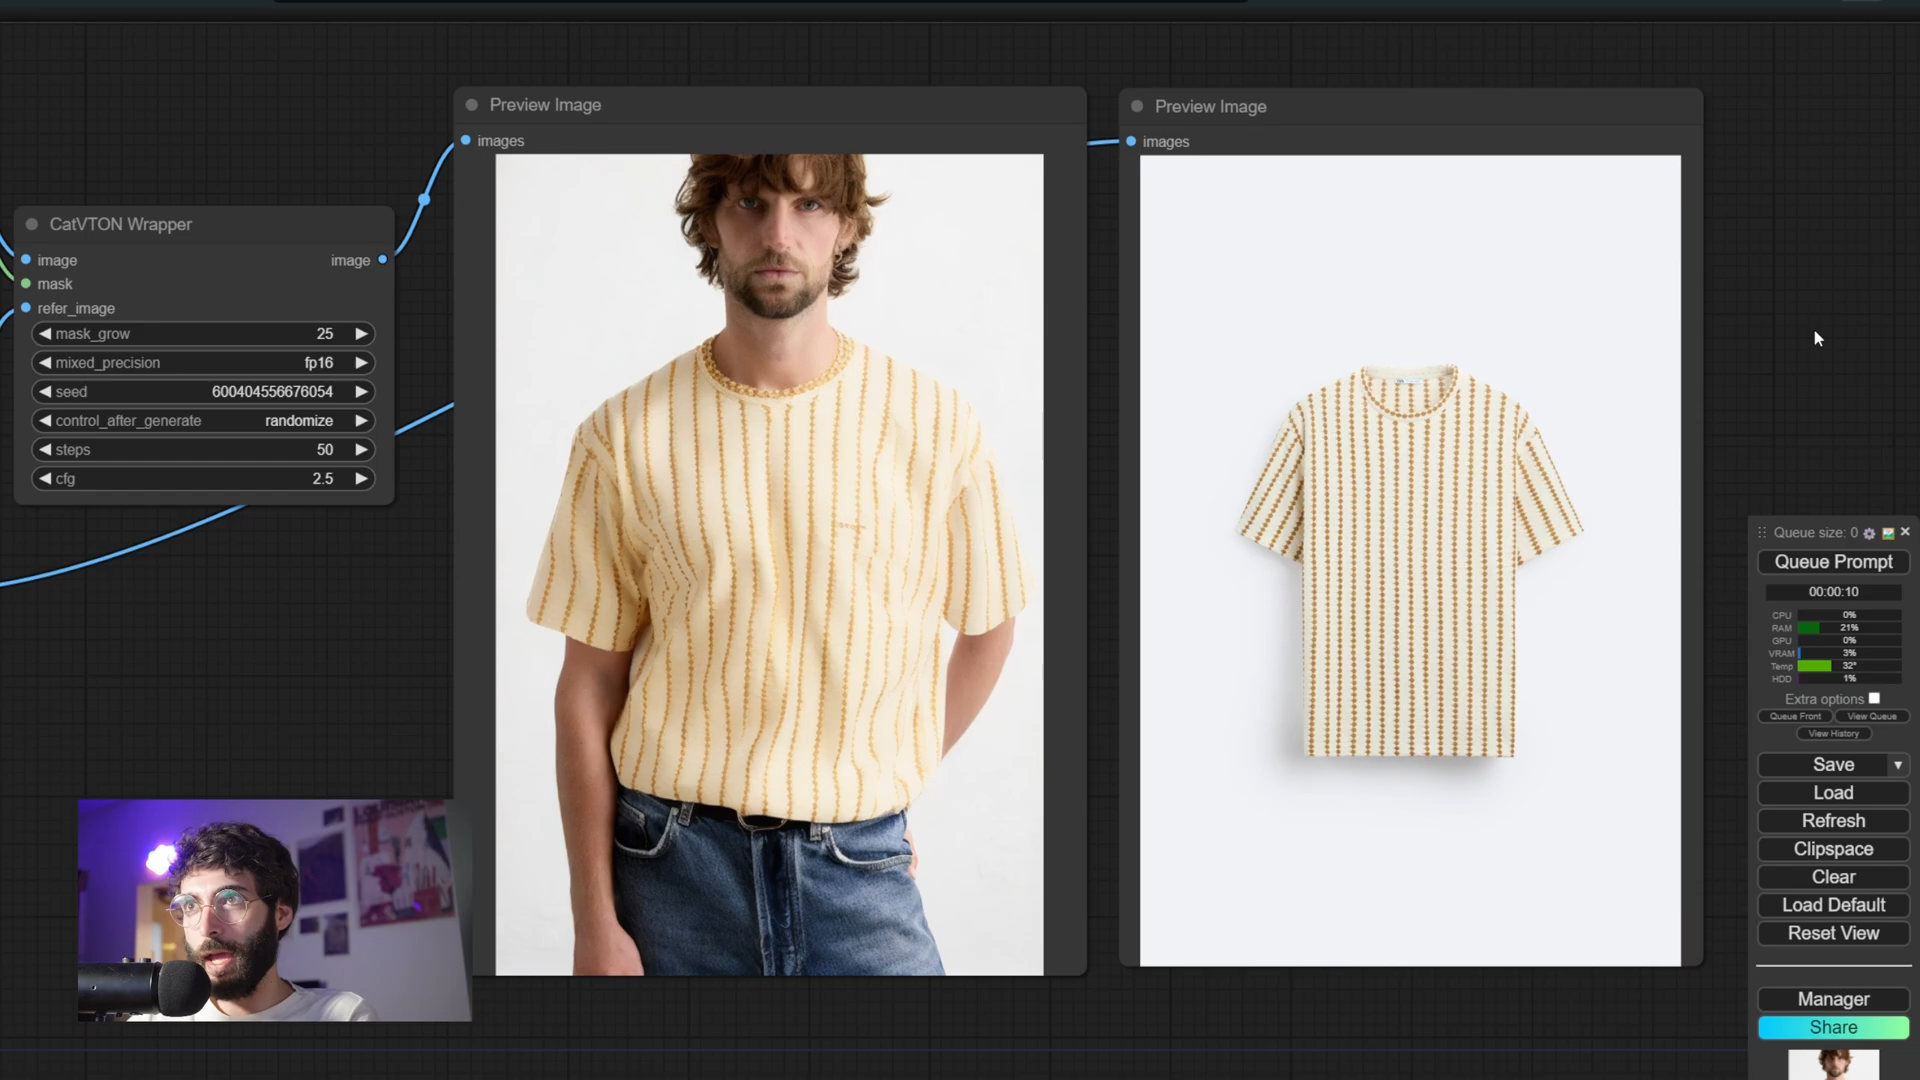 CatVTON Wrapper
image
image
mask
refer_image
mask_grow 25
mixed_precision fp16
seed 600404556676054
control_after_generate randomize
steps 50
cfg 2.5
Preview Image
images
Preview Image
images
Queue size: 0
Queue Prompt
00:00:10
CPU 0%
RAM 21%
GPU 0%
VRAM 3%
Temp 32°
HDD 1%
Extra options
Queue Front View Queue
View History
Save
Load
Refresh
Clipspace
Clear
Load Default
Reset View
Manager
Share